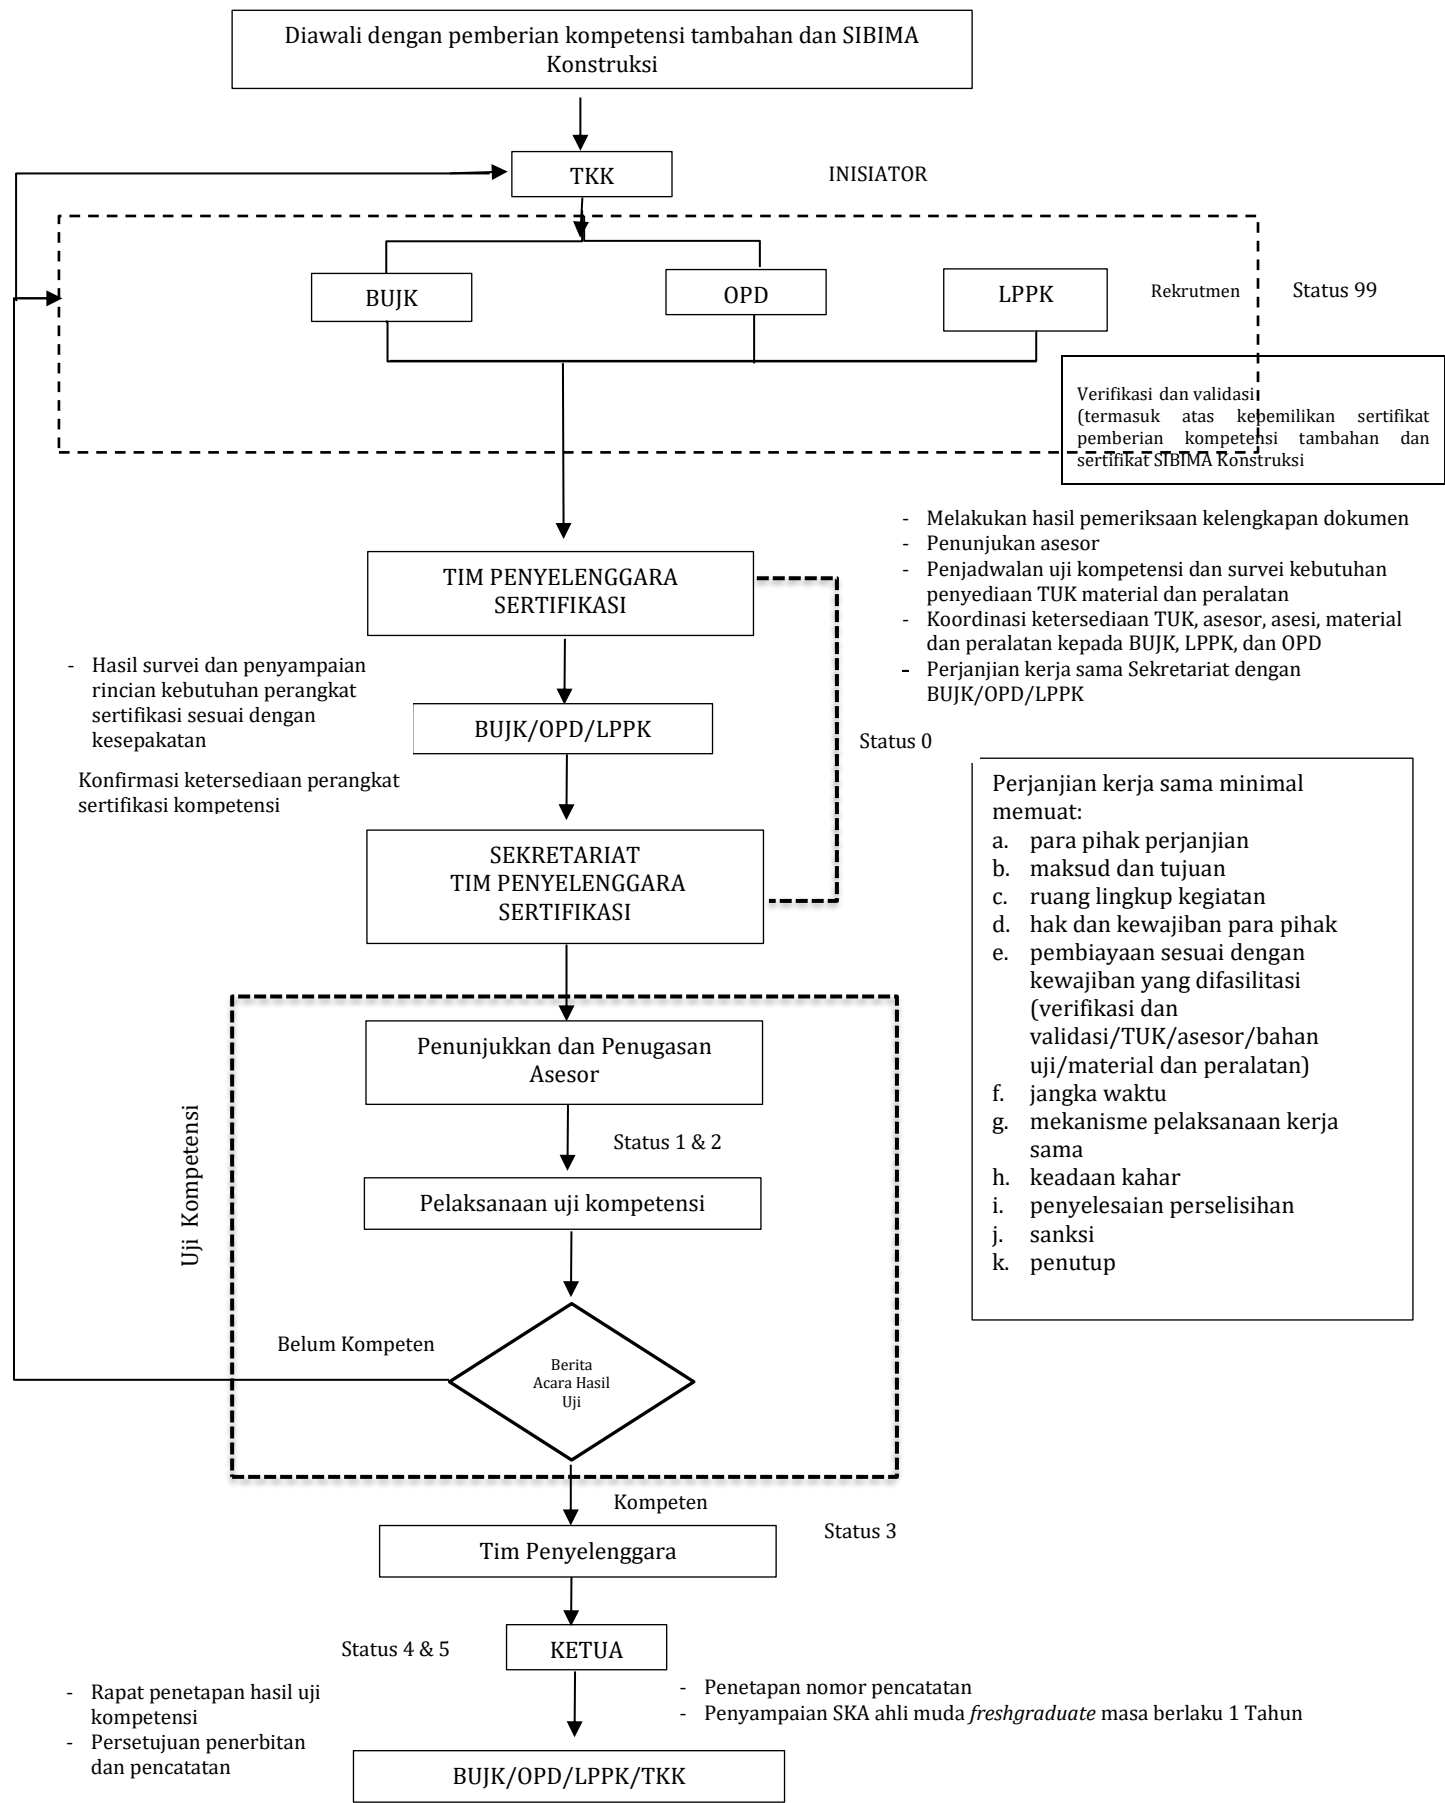 Diawali dengan pemberian kompetensi tambahan dan SIBIMA
Konstruksi
TKK
INISIATOR
BUJK
OPD
LPPK
Rekrutmen
Status 99
Verifikasi dan validasi
(termasuk atas kepemilikan sertifikat
pemberian kompetensi tambahan dan
sertifikat SIBIMA Konstruksi
- Melakukan hasil pemeriksaan kelengkapan dokumen
- Penunjukan asesor
- Penjadwalan uji kompetensi dan survei kebutuhan
penyediaan TUK material dan peralatan
- Koordinasi ketersediaan TUK, asesor, asesi, material
dan peralatan kepada BUJK, LPPK, dan OPD
- Perjanjian kerja sama Sekretariat dengan
BUJK/OPD/LPPK
TIM PENYELENGGARA
SERTIFIKASI
- Hasil survei dan penyampaian
rincian kebutuhan perangkat
sertifikasi sesuai dengan
kesepakatan
BUJK/OPD/LPPK
Status 0
Konfirmasi ketersediaan perangkat
sertifikasi kompetensi
SEKRETARIAT
TIM PENYELENGGARA
SERTIFIKASI
Perjanjian kerja sama minimal
memuat:
a. para pihak perjanjian
b. maksud dan tujuan
c. ruang lingkup kegiatan
d. hak dan kewajiban para pihak
e. pembiayaan sesuai dengan
kewajiban yang difasilitasi
(verifikasi dan
validasi/TUK/asesor/bahan
uji/material dan peralatan)
f. jangka waktu
g. mekanisme pelaksanaan kerja
sama
h. keadaan kahar
i. penyelesaian perselisihan
j. sanksi
k. penutup
Uji Kompetensi
Penunjukkan dan Penugasan
Asesor
Status 1 & 2
Pelaksanaan uji kompetensi
Belum Kompeten
Berita
Acara Hasil
Uji
Kompeten
Status 3
Tim Penyelenggara
Status 4 & 5
KETUA
- Rapat penetapan hasil uji
kompetensi
- Persetujuan penerbitan
dan pencatatan
- Penetapan nomor pencatatan
- Penyampaian SKA ahli muda freshgraduate masa berlaku 1 Tahun
BUJK/OPD/LPPK/TKK